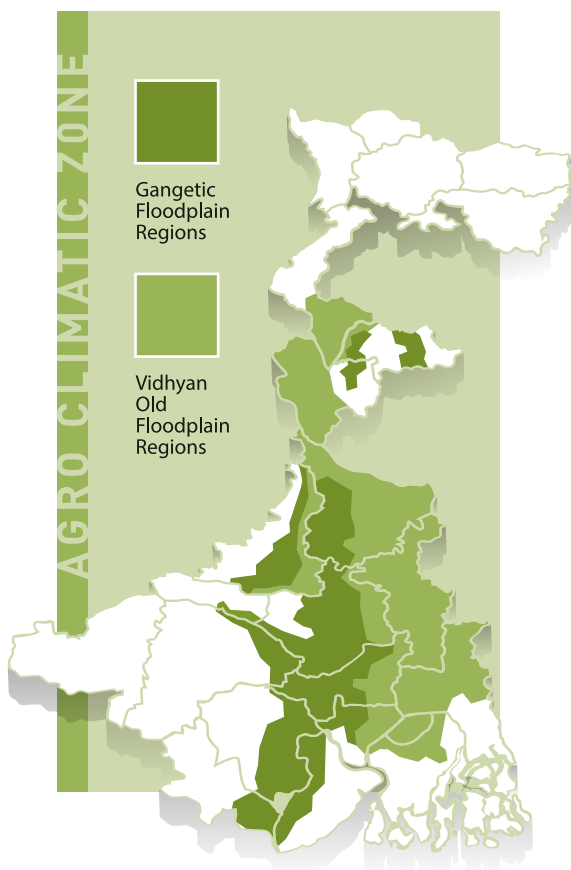 AGRO CLIMATIC ZONE
Gangetic
Floodplain
Regions
Vidhyan
Old
Floodplain
Regions